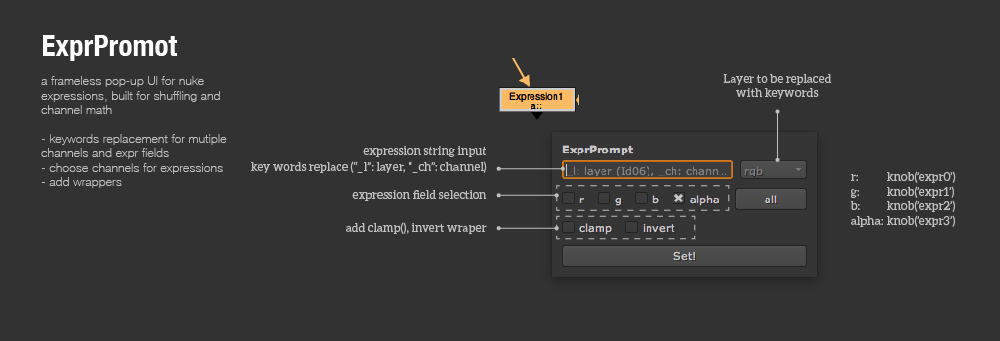 ExprPromot
a frameless pop-up UI for nuke
expressions, built for shuffling and
channel math
- keywords replacement for mutiple
channels and expr fields
- choose channels for expressions
- add wrappers
Expression1
a::
Layer to be replaced
with keywords
expression string input
key words replace ("_l": layer, "_ch": channel)
expression field selection
add clamp(), invert wraper
ExprPrompt
_l: layer (Id06), _ch: chann..
rgb
r
g
b
alpha
all
clamp
invert
Set!
r: knob('expr0')
g: knob('expr1')
b: knob('expr2')
alpha: knob('expr3')